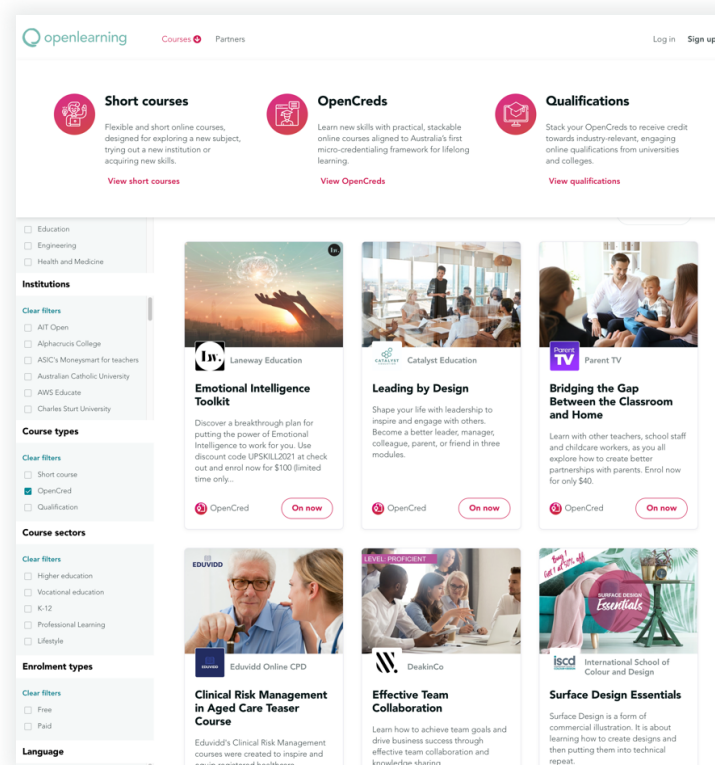 openlearning
Courses
Partners
Log in
Sign up
Short courses
Flexible and short online courses,
designed for exploring a new subject,
trying out a new institution or
acquiring new skills.
View short courses
OpenCreds
Learn new skills with practical, stackable
online courses aligned to Australia's first
micro-credentialing framework for lifelong
learning.
View OpenCreds
Qualifications
Stack your OpenCreds to receive credit
towards industry-relevant, engaging
online qualifications from universities
and colleges.
View qualifications
Education
Engineering
Health and Medicine
Institutions
Clear filters
AIT Open
Alphacrucis College
ASIC's Moneysmart for teachers
Australian Catholic University
AWS Educate
Charles Sturt University
Course types
Clear filters
Short course
OpenCred
Qualification
Course sectors
Clear filters
Higher education
Vocational education
K-12
Professional Learning
Lifestyle
Enrolment types
Clear filters
Free
Paid
Language
lw.
lw.
Laneway Education
Emotional Intelligence
Toolkit
Discover a breakthrough plan for
putting the power of Emotional
Intelligence to work for you. Use
discount code UPSKILL2021 at check
out and enrol now for $100 (limited
time only...
OpenCred
On now
CATALYST
Catalyst Education
Leading by Design
Shape your life with leadership to
inspire and engage with others.
Become a better leader, manager,
colleague, parent, or friend in three
modules.
OpenCred
On now
Parent
TV
Parent TV
Bridging the Gap
Between the Classroom
and Home
Learn with other teachers, school staff
and childcare workers, as you all
explore how to create better
partnerships with parents. Enrol now
for only $40.
OpenCred
On now
EDUVIDD
EDUVIDD
Eduvidd Online CPD
Clinical Risk Management
in Aged Care Teaser
Course
Eduvidd's Clinical Risk Management
courses were created to inspire and
equip registered healthcare
LEVEL: PROFICIENT
DeakinCo
Effective Team
Collaboration
Learn how to achieve team goals and
drive business success through
effective team collaboration and
knowledge sharing.
Buy 1
Get 1 at 50% off
SURFACE DESIGN
Essentials
iscd
International School of
Colour and Design
Surface Design Essentials
Surface Design is a form of
commercial illustration. It is about
learning how to create designs and
then putting them into technical
repeat.